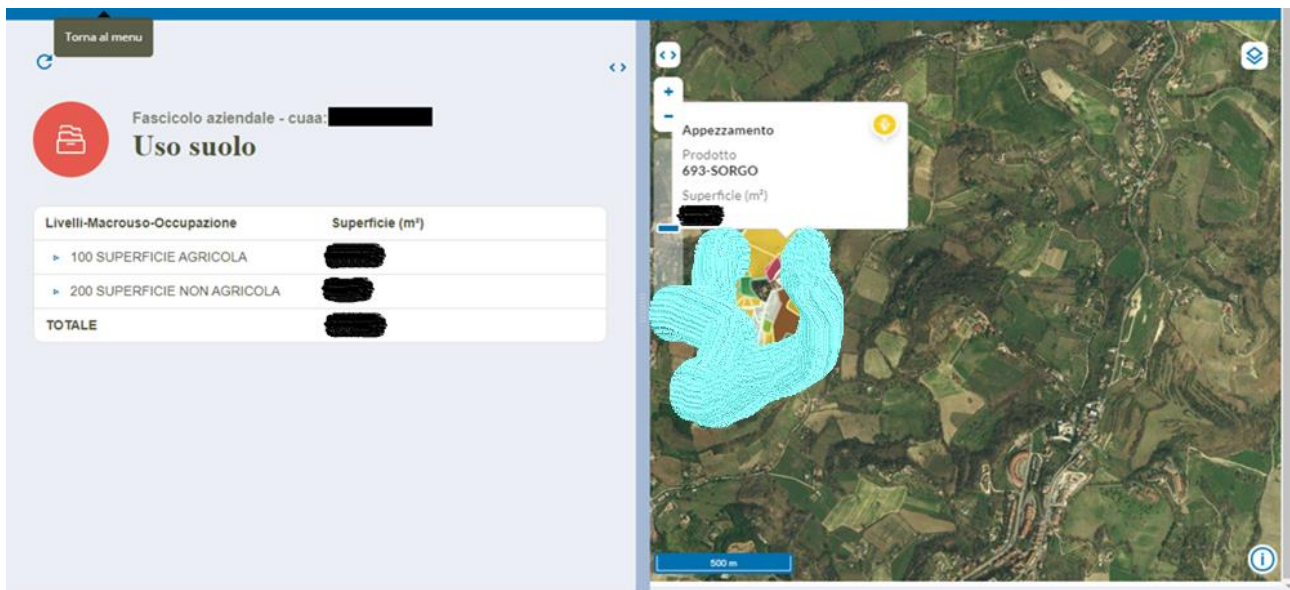 Torna al menu
Fascicolo aziendale - cuaa:
Uso suolo
Livelli-Macrouso-Occupazione Superficie (m²)
100 SUPERFICIE AGRICOLA
200 SUPERFICIE NON AGRICOLA
TOTALE
+
-
Appezzamento
Prodotto
693-SORGO
Superficie (m²)
500 m